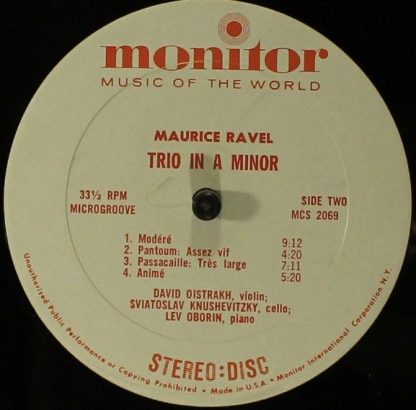 monitor
MUSIC OF THE WORLD
MAURICE RAVEL
TRIO IN A MINOR
33⅓ RPM
MICROGROOVE
SIDE TWO
MCS 2069
1. Modéré 9:12
2. Pantoum: Assez vif 4:20
3. Passacaille: Très large 7:11
4. Animé 5:20
DAVID OISTRAKH, violin;
SVIATOSLAV KNUSHEVITZKY, cello;
LEV OBORIN, piano
STEREO:DISC
Unauthorized Public Performance or Copying Prohibited • Made in U.S.A. • Monitor International Corporation N.Y.